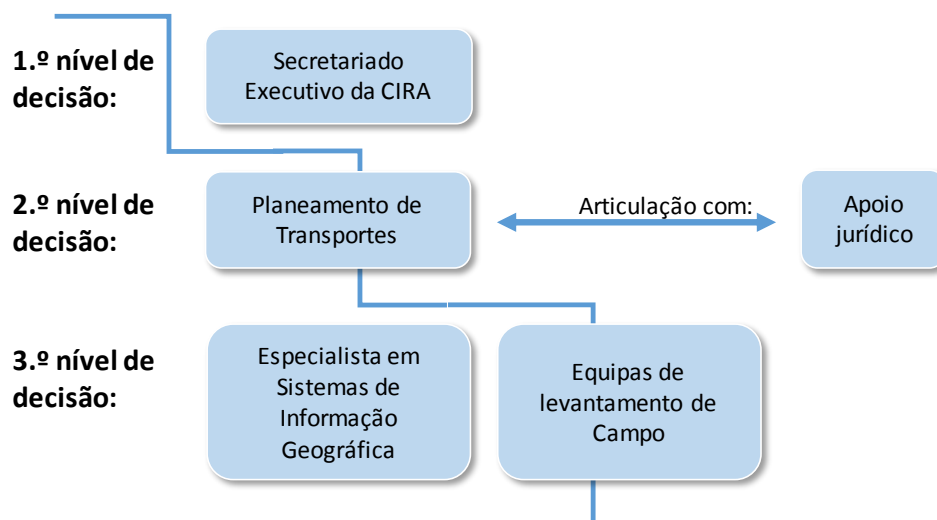 1.º nível de
decisão:
Secretariado
Executivo da CIRA
2.º nível de
decisão:
Planeamento de
Transportes
Articulação com:
Apoio
jurídico
3.º nível de
decisão:
Especialista em
Sistemas de
Informação
Geográfica
Equipas de
levantamento de
Campo